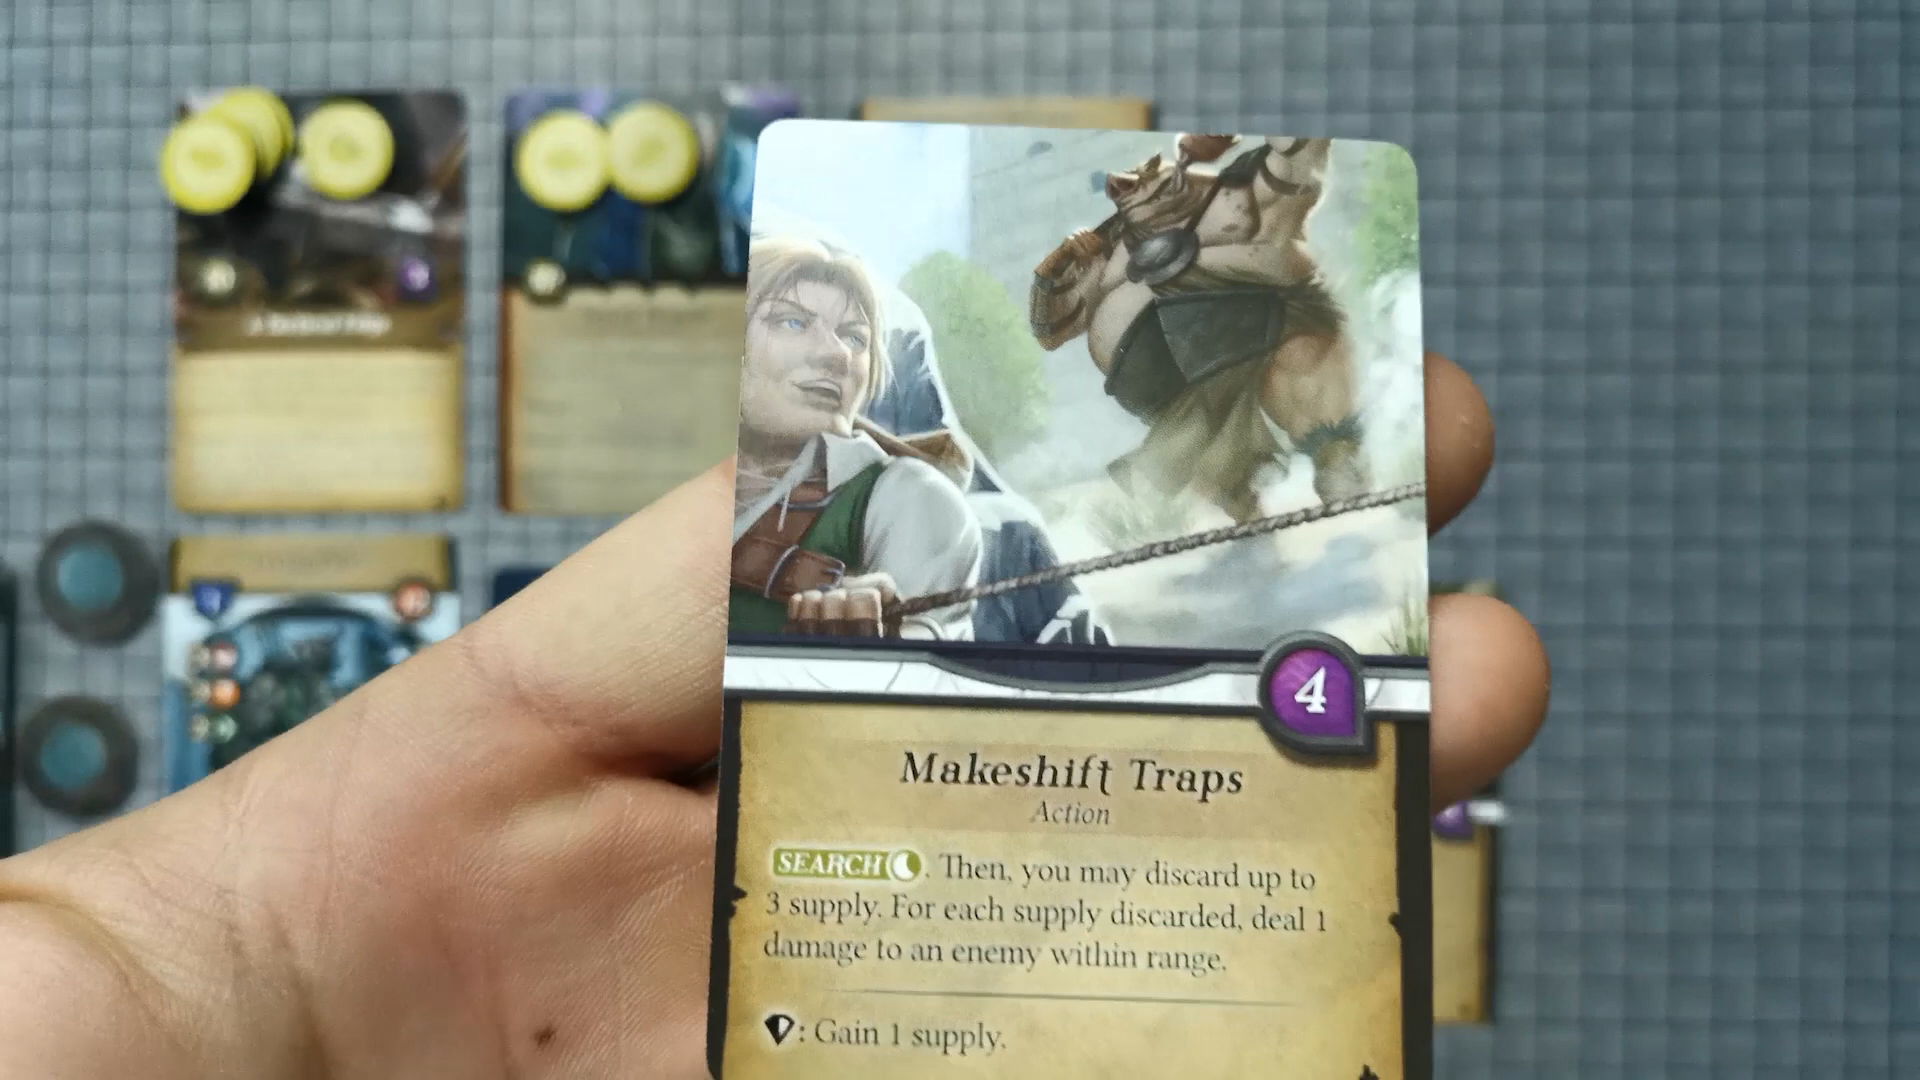 4
Makeshift Traps
Action
SEARCH. Then, you may discard up to
3 supply. For each supply discarded, deal 1
damage to an enemy within range.
: Gain 1 supply.